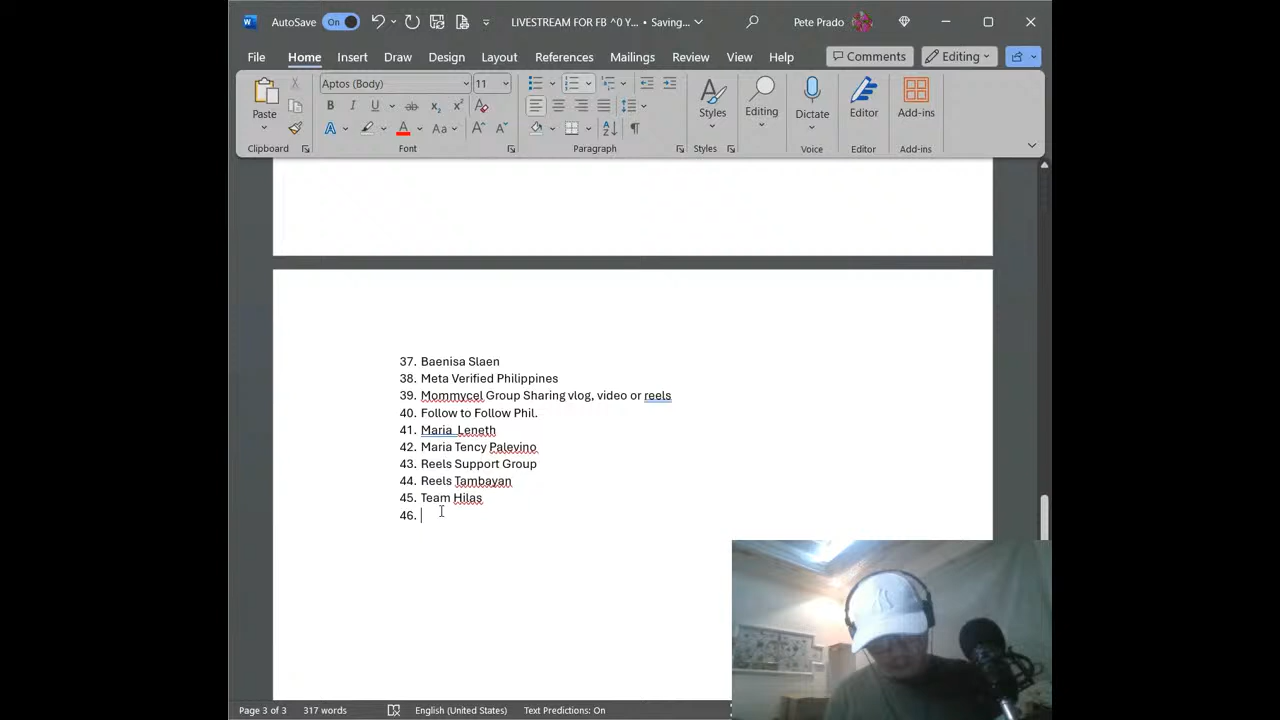 AutoSave On LIVESTREAM FOR FB ^0 Y... • Saving... Pete Prado
File Home Insert Draw Design Layout References Mailings Review View Help Comments Editing
Aptos (Body) 11
Paste Styles Editing Dictate Editor Add-ins
Clipboard Font Paragraph Styles Voice Editor Add-ins
37. Baenisa Slaen
38. Meta Verified Philippines
39. Mommycel Group Sharing vlog, video or reels
40. Follow to Follow Phil.
41. Maria Leneth
42. Maria Tency Palevino
43. Reels Support Group
44. Reels Tambayan
45. Team Hilas
46.
Page 3 of 3 317 words English (United States) Text Predictions: On